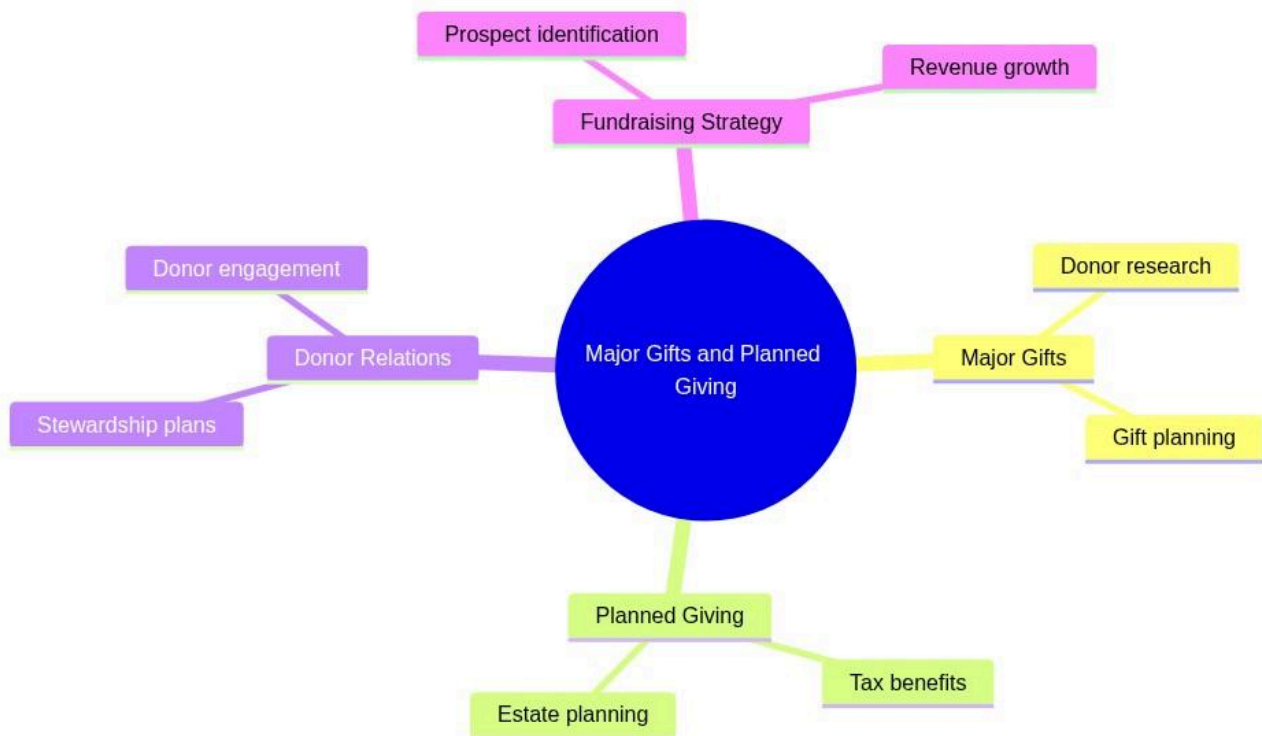 Prospect identification
Revenue growth
Fundraising Strategy
Donor engagement
Donor research
Donor Relations
Major Gifts and Planned
Giving
Major Gifts
Stewardship plans
Gift planning
Planned Giving
Tax benefits
Estate planning